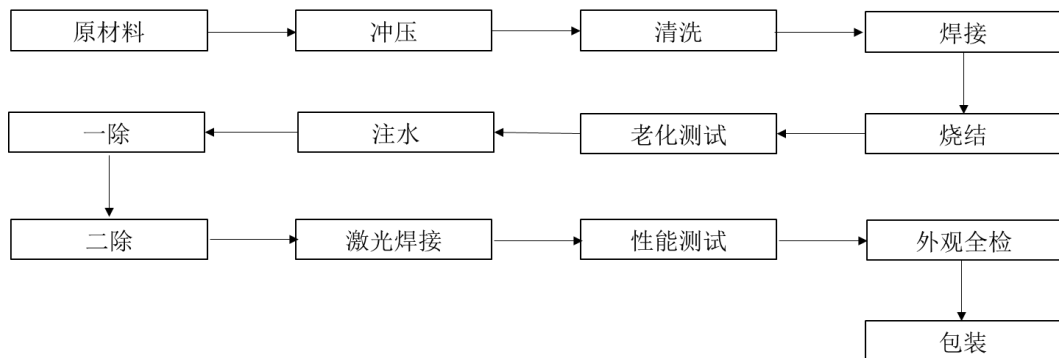 原材料
冲压
清洗
焊接
烧结
老化测试
注水
一除
二除
激光焊接
性能测试
外观全检
包装